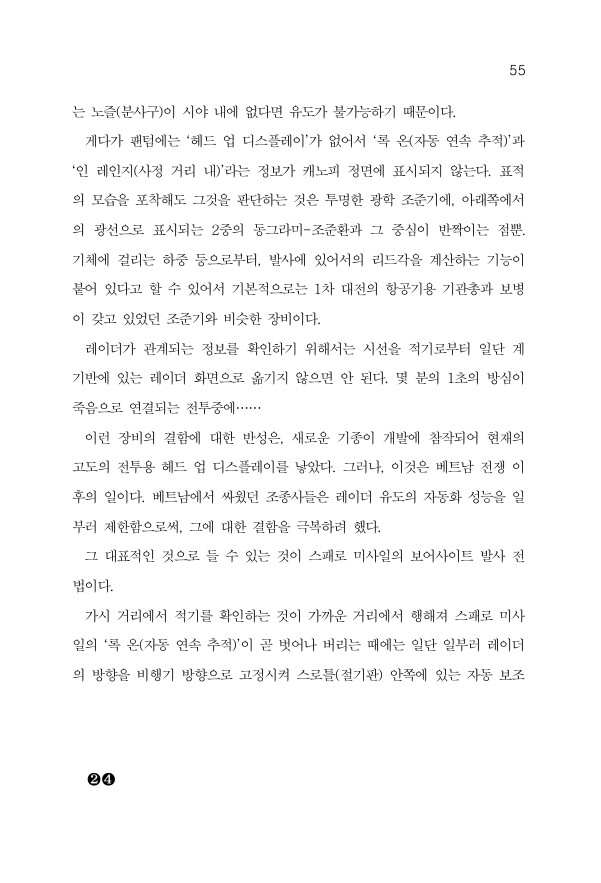 55
는 노즐(분사구)이 시야 내에 없다면 유도가 불가능하기 때문이다.
게다가 팬텀에는 ‘헤드 업 디스플레이’가 없어서 ‘록 온(자동 연속 추적)’과
‘인 레인지(사정 거리 내)’라는 정보가 캐노피 정면에 표시되지 않는다. 표적
의 모습을 포착해도 그것을 판단하는 것은 투명한 광학 조준기에, 아래쪽에서
의 광선으로 표시되는 2중의 동그라미-조준환과 그 중심이 반짝이는 점뿐.
기체에 걸리는 하중 등으로부터, 발사에 있어서의 리드각을 계산하는 기능이
붙어 있다고 할 수 있어서 기본적으로는 1차 대전의 항공기용 기관총과 보병
이 갖고 있었던 조준기와 비슷한 장비이다.
레이더가 관계되는 정보를 확인하기 위해서는 시선을 적기로부터 일단 계
기반에 있는 레이더 화면으로 옮기지 않으면 안 된다. 몇 분의 1초의 방심이
죽음으로 연결되는 전투중에……
이런 장비의 결함에 대한 반성은, 새로운 기종이 개발에 참작되어 현재의
고도의 전투용 헤드 업 디스플레이를 낳았다. 그러나, 이것은 베트남 전쟁 이
후의 일이다. 베트남에서 싸웠던 조종사들은 레이더 유도의 자동화 성능을 일
부러 제한함으로써, 그에 대한 결함을 극복하려 했다.
그 대표적인 것으로 들 수 있는 것이 스패로 미사일의 보어사이트 발사 전
법이다.
가시 거리에서 적기를 확인하는 것이 가까운 거리에서 행해져 스패로 미사
일의 ‘록 온(자동 연속 추적)’이 곧 벗어나 버리는 때에는 일단 일부러 레이더
의 방향을 비행기 방향으로 고정시켜 스로틀(절기판) 안쪽에 있는 자동 보조
❷❹